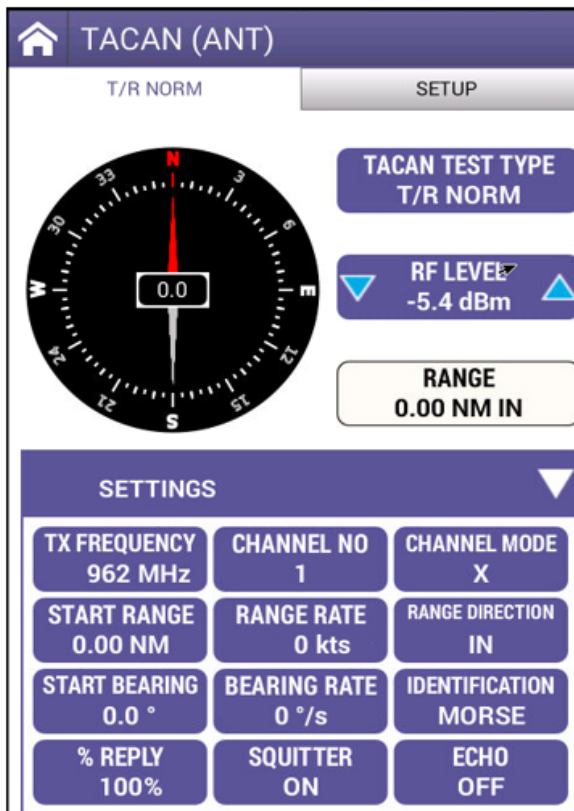 TACAN (ANT)
T/R NORM
SETUP
N
3
6
E
12
15
S
21
24
W
30
33
0.0
TACAN TEST TYPE
T/R NORM
RF LEVEL
-5.4 dBm
RANGE
0.00 NM IN
SETTINGS
TX FREQUENCY
962 MHz
CHANNEL NO
1
CHANNEL MODE
X
START RANGE
0.00 NM
RANGE RATE
0 kts
RANGE DIRECTION
IN
START BEARING
0.0 °
BEARING RATE
0 °/s
IDENTIFICATION
MORSE
% REPLY
100%
SQUITTER
ON
ECHO
OFF